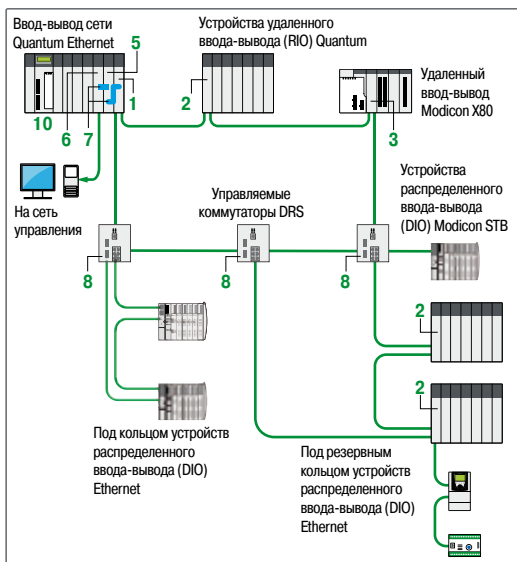 Ввод-вывод сети
Quantum Ethernet
5
Устройства удаленного
ввода-вывода (RIO) Quantum
1
2
Удаленный
ввод-вывод
Modicon X80
10
6
7
3
На сеть
управления
Управляемые
коммутаторы DRS
Устройства
распределенного
ввода-вывода
(DIO) Modicon STB
8
8
8
2
2
Под кольцом устройств
распределенного
ввода-вывода (DIO)
Ethernet
Под резервным
кольцом устройств
распределенного
ввода-вывода (DIO)
Ethernet